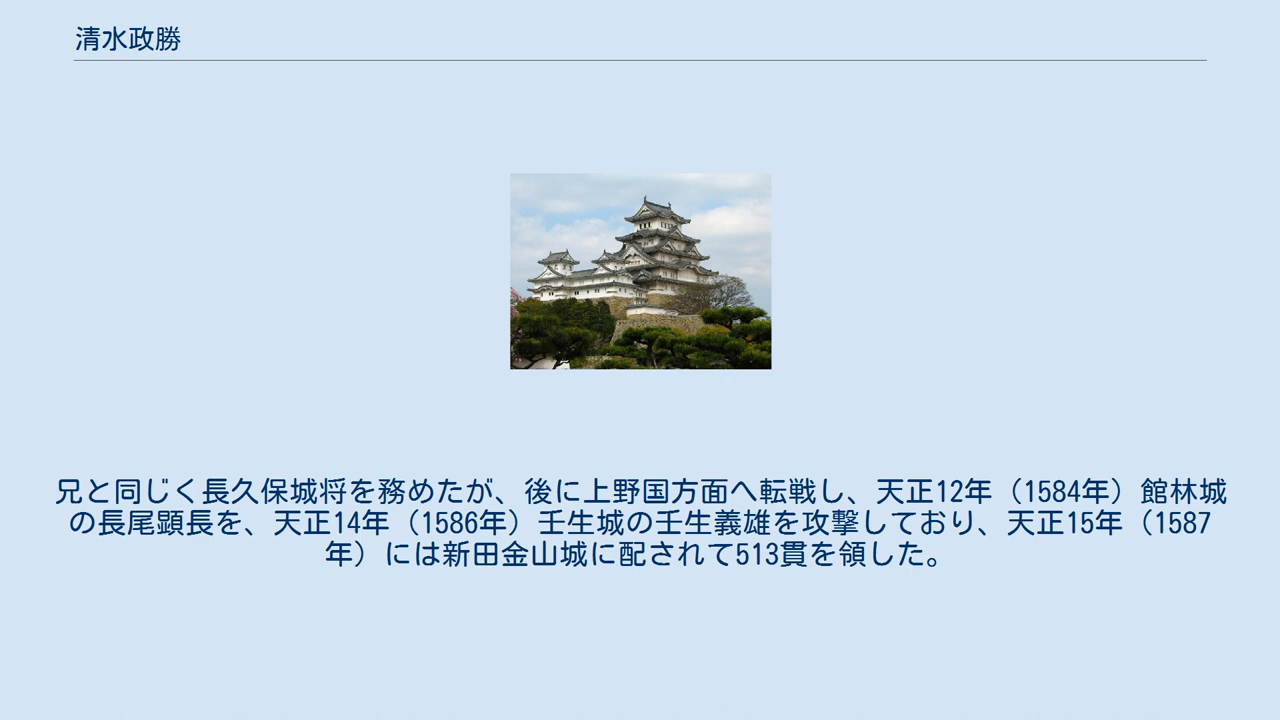 清水政勝
兄と同じく長久保城将を務めたが、後に上野国方面へ転戦し、天正12年（1584年）館林城
の長尾顕長を、天正14年（1586年）壬生城の壬生義雄を攻撃しており、天正15年（1587
年）には新田金山城に配されて513貫を領した。